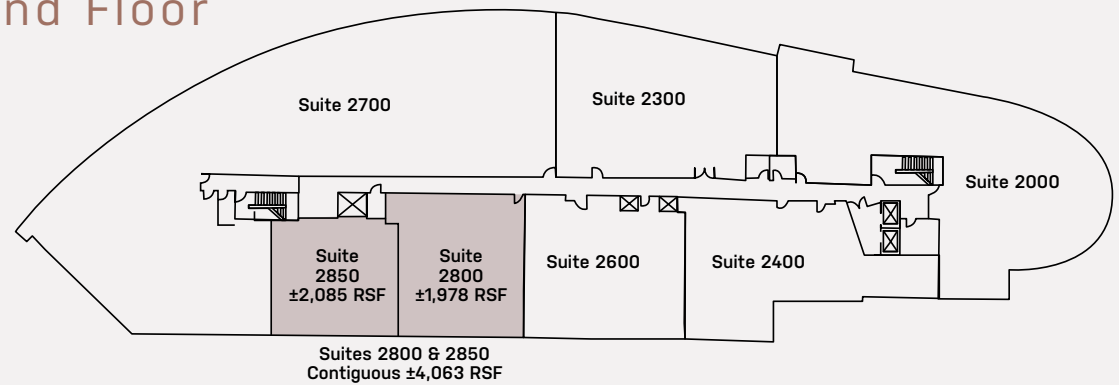 nd Floor
Suite 2700
Suite 2300
Suite 2000
Suite
2850
±2,085 RSF
Suite
2800
±1,978 RSF
Suite 2600
Suite 2400
Suites 2800 & 2850
Contiguous ±4,063 RSF